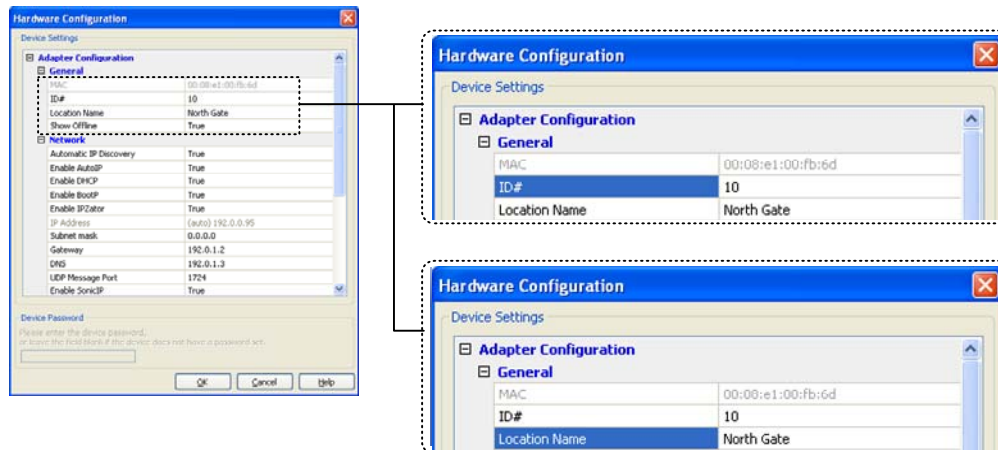 Hardware Configuration
Device Settings
Adapter Configuration
General
MAC 00:08:e1:00:fb:6d
ID# 10
Location Name North Gate
Show Offline True
Network
Automatic IP Discovery True
Enable AutoIP True
Enable DHCP True
Enable BootP True
Enable IPZator True
IP Address (auto) 192.0.0.95
Subnet mask 0.0.0.0
Gateway 192.0.1.2
DNS 192.0.1.3
UDP Message Port 1724
Enable SonicIP True
Device Password
Please enter the device password,
or leave the field blank if the device does not have a password set.
OK Cancel Help
Hardware Configuration
Device Settings
Adapter Configuration
General
MAC 00:08:e1:00:fb:6d
ID# 10
Location Name North Gate
Hardware Configuration
Device Settings
Adapter Configuration
General
MAC 00:08:e1:00:fb:6d
ID# 10
Location Name North Gate